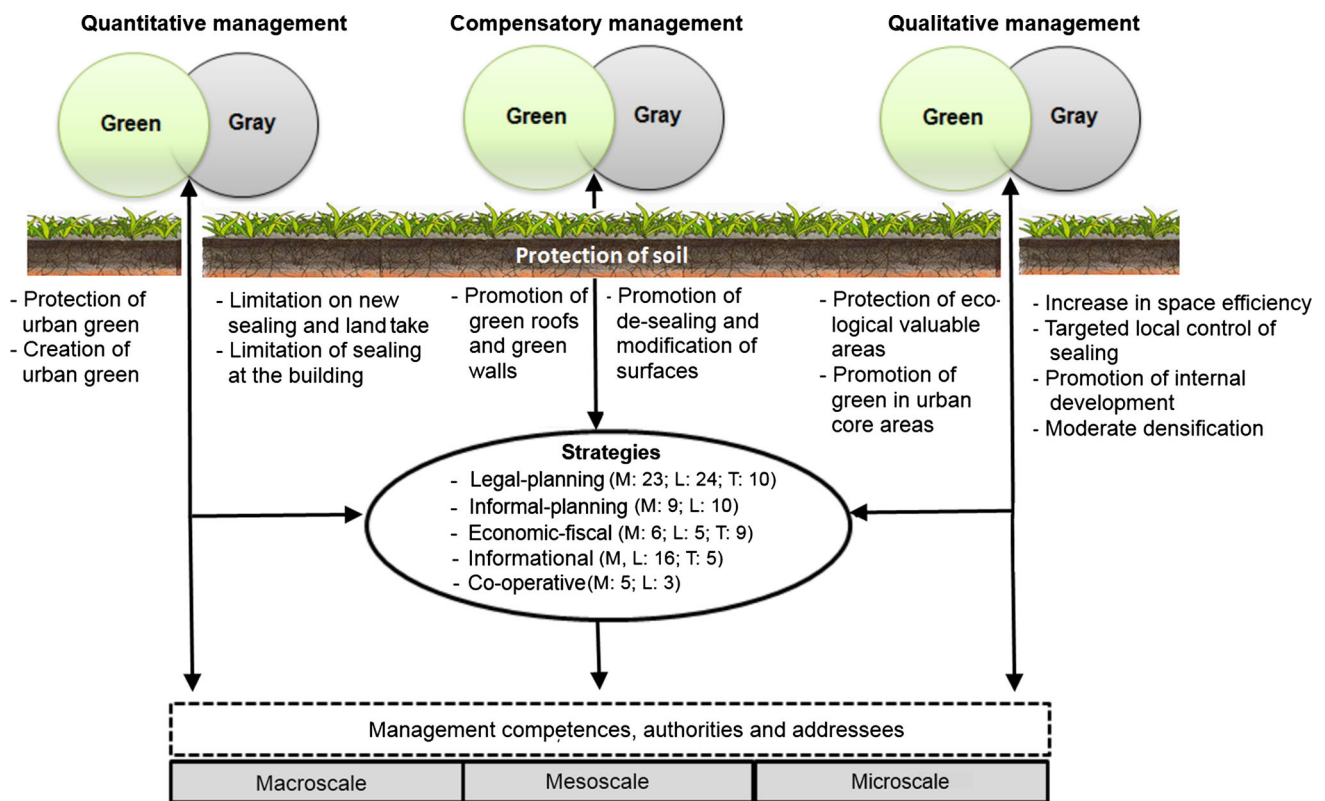 Quantitative management
Compensatory management
Qualitative management
Green
Gray
Green
Gray
Green
Gray
Protection of soil
- Protection of
urban green
- Creation of
urban green
- Limitation on new
sealing and land take
- Limitation of sealing
at the building
- Promotion of
green roofs
and green
walls
- Promotion of
de-sealing and
modification of
surfaces
- Protection of eco-
logical valuable
areas
- Promotion of
green in urban
core areas
- Increase in space efficiency
- Targeted local control of
sealing
- Promotion of internal
development
- Moderate densification
Strategies
- Legal-planning (M: 23; L: 24; T: 10)
- Informal-planning (M: 9; L: 10)
- Economic-fiscal (M: 6; L: 5; T: 9)
- Informational (M, L: 16; T: 5)
- Co-operative (M: 5; L: 3)
Management competences, authorities and addressees
Macroscale
Mesoscale
Microscale